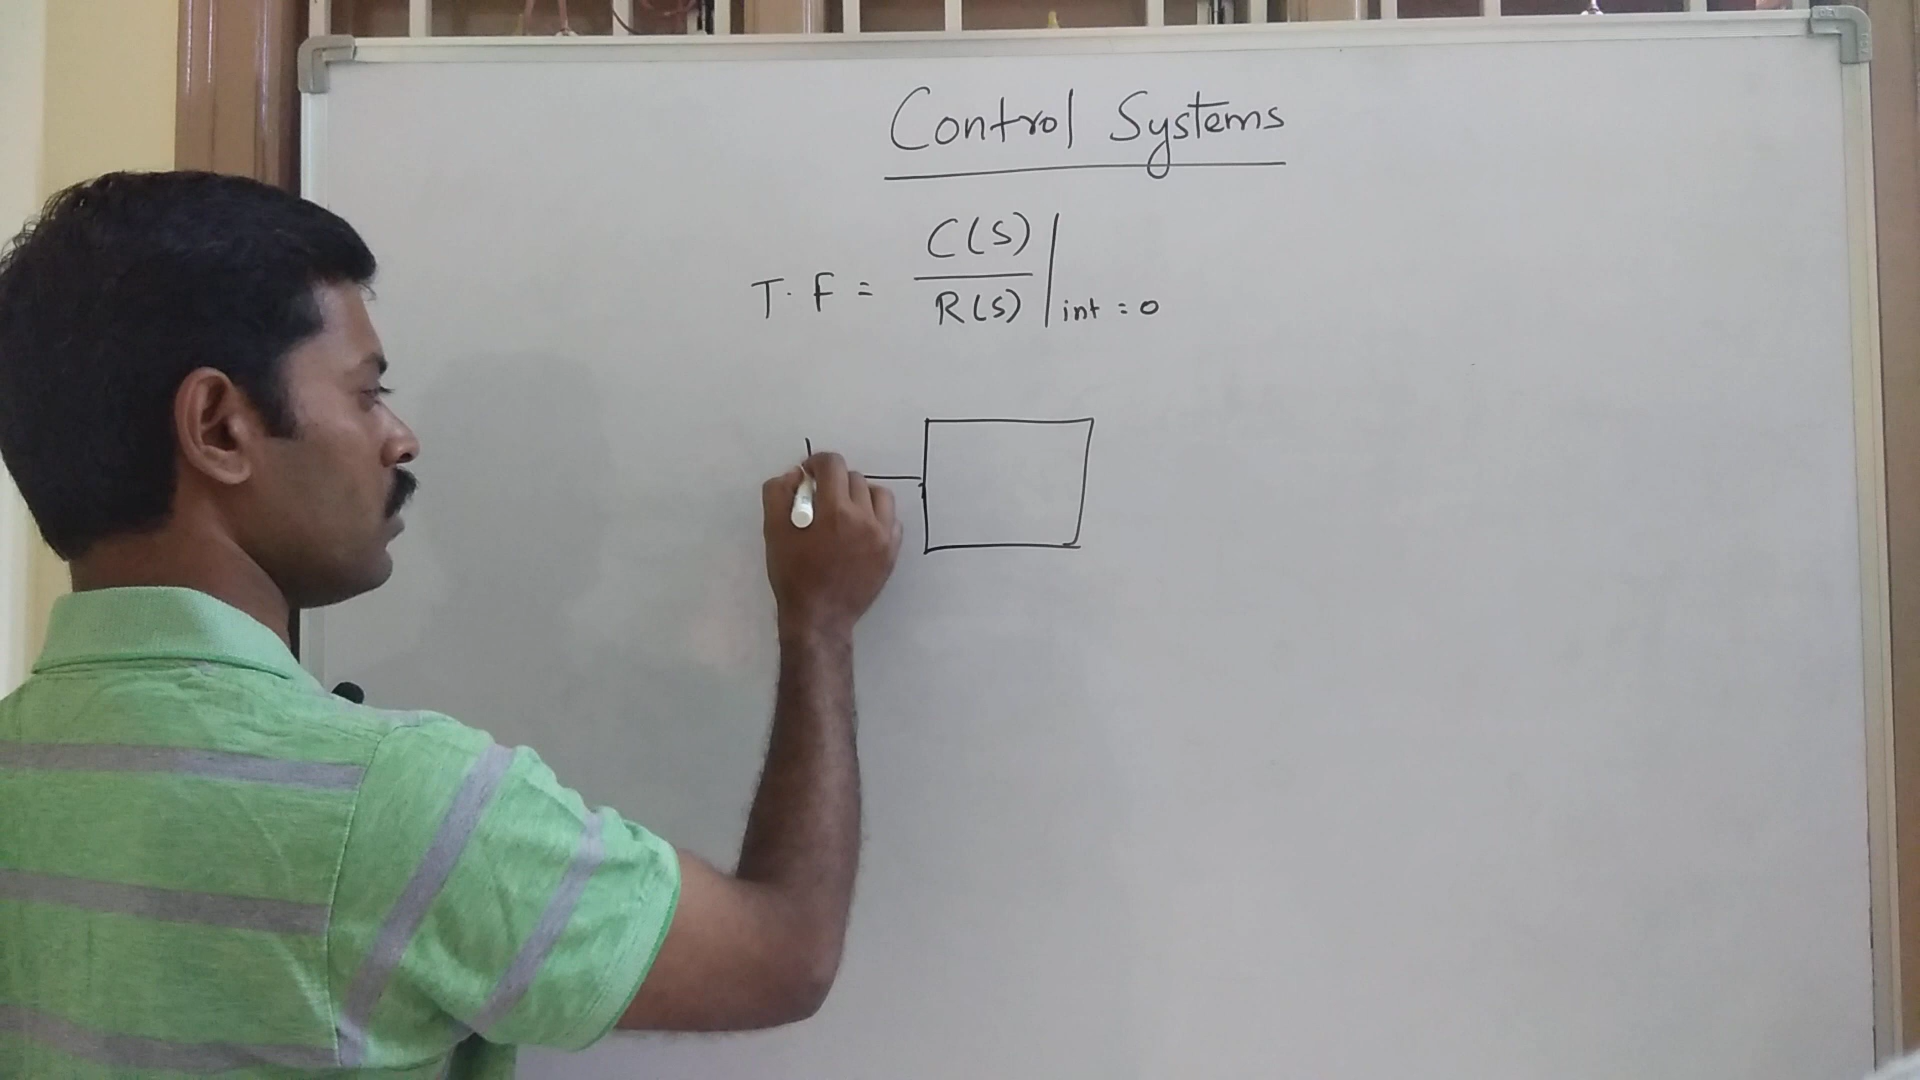 Control Systems
T.F = C(S)/R(S) | int = 0